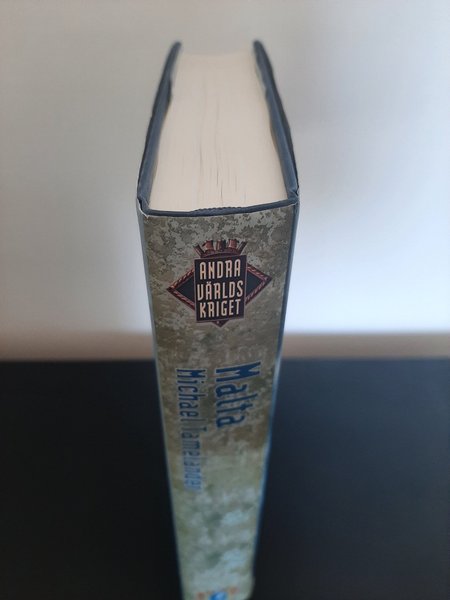 ANDRA
VÄRLDS
KRIGET
Malta
Michael Tamelander